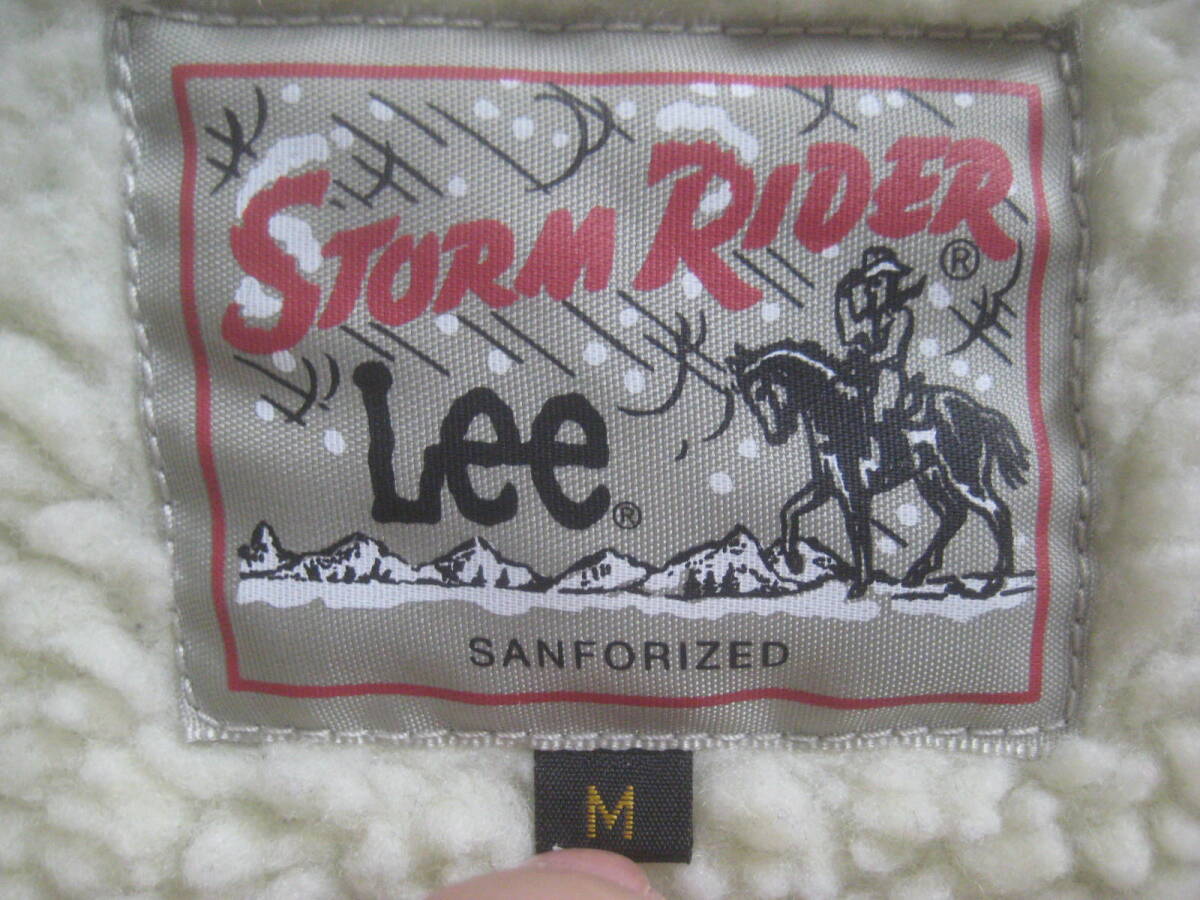 STORM RIDER ®
Lee ®
SANFORIZED
M